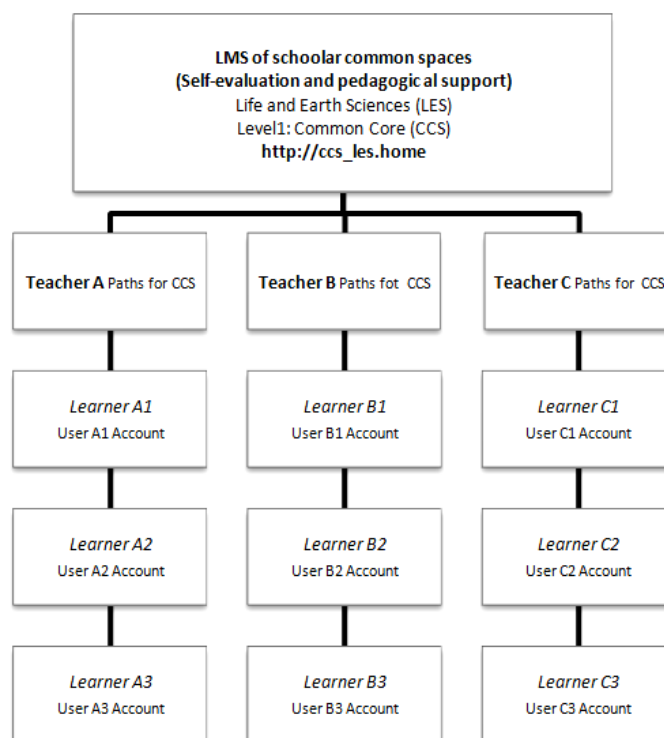 LMS of schoolar common spaces
(Self-evaluation and pedagogical support)
Life and Earth Sciences (LES)
Level1: Common Core (CCS)
http://ccs_les.home
Teacher A Paths for CCS
Teacher B Paths fot CCS
Teacher C Paths for CCS
Learner A1
User A1 Account
Learner B1
User B1 Account
Learner C1
User C1 Account
Learner A2
User A2 Account
Learner B2
User B2 Account
Learner C2
User C2 Account
Learner A3
User A3 Account
Learner B3
User B3 Account
Learner C3
User C3 Account